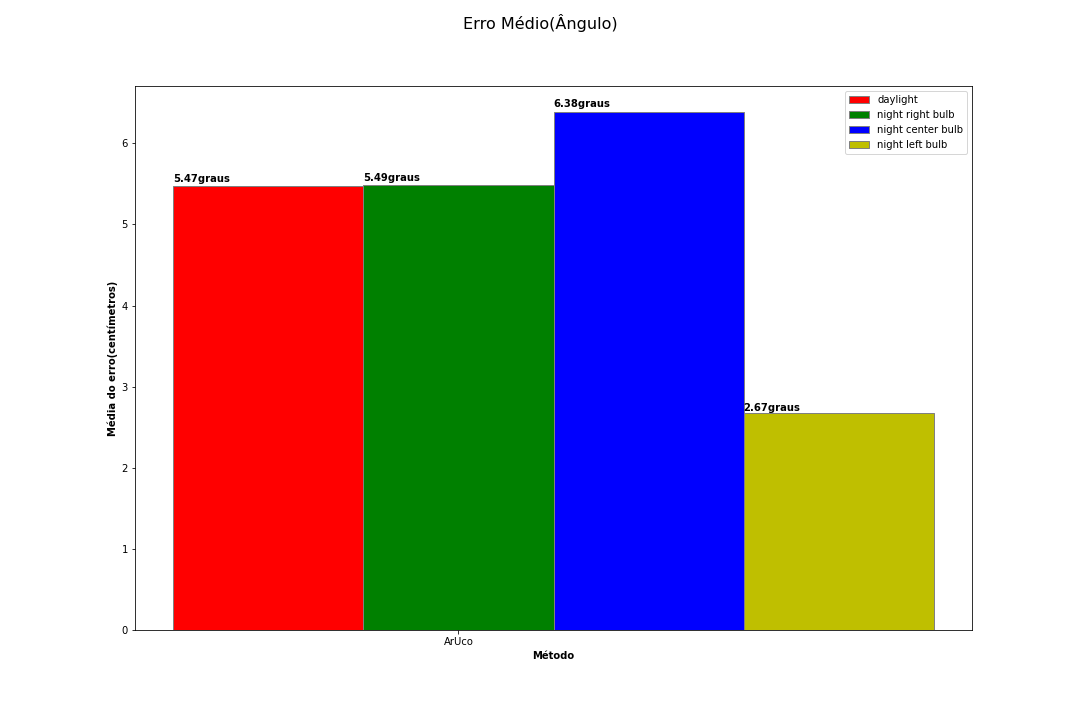 Erro Médio(Ângulo)
6.38graus
5.47graus
5.49graus
2.67graus
daylight
night right bulb
night center bulb
night left bulb
6
5
4
3
2
1
0
Média do erro(centímetros)
ArUco
Método